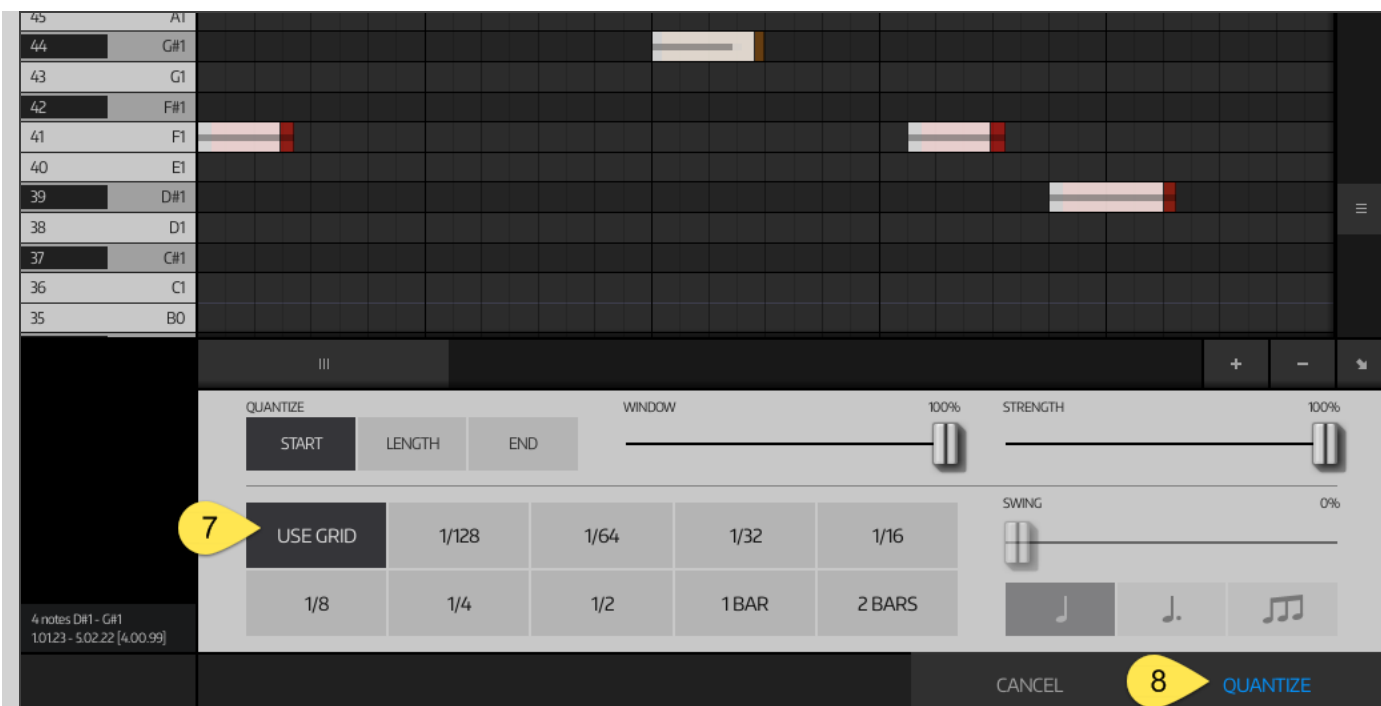 45 A1
44 G#1
43 G1
42 F#1
41 F1
40 E1
39 D#1
38 D1
37 C#1
36 C1
35 B0
+ −
QUANTIZE WINDOW 100% STRENGTH 100%
START LENGTH END
7 USE GRID 1/128 1/64 1/32 1/16
SWING 0%
1/8 1/4 1/2 1 BAR 2 BARS
4 notes D#1 - G#1
1.01.23 - 5.02.22 [4.00.99]
CANCEL 8 QUANTIZE